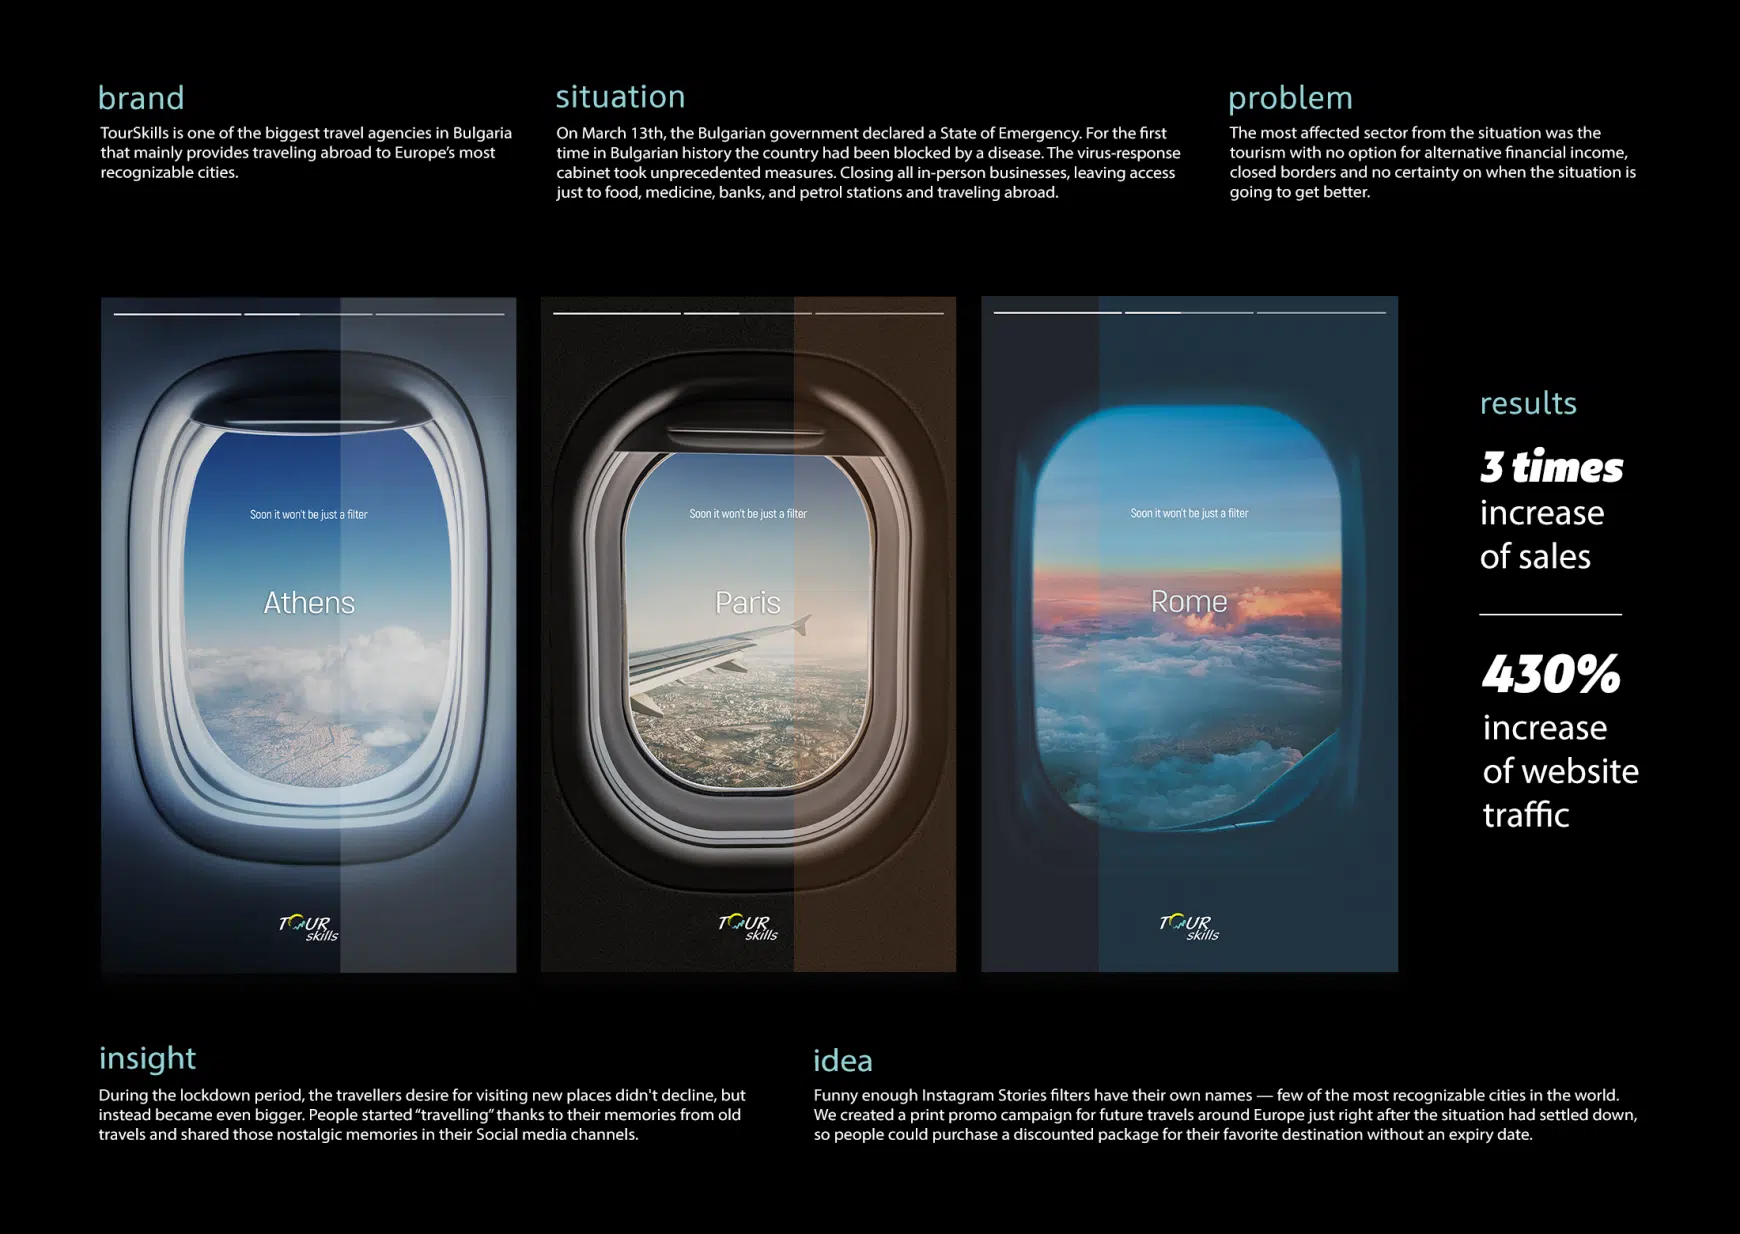 brand
TourSkills is one of the biggest travel agencies in Bulgaria
that mainly provides traveling abroad to Europe's most
recognizable cities.
situation
On March 13th, the Bulgarian government declared a State of Emergency. For the first
time in Bulgarian history the country had been blocked by a disease. The virus-response
cabinet took unprecedented measures. Closing all in-person businesses, leaving access
just to food, medicine, banks, and petrol stations and traveling abroad.
problem
The most affected sector from the situation was the
tourism with no option for alternative financial income,
closed borders and no certainty on when the situation is
going to get better.
Soon it won't be just a filter
Athens
TOUR
skills
Soon it won't be just a filter
Paris
TOUR
skills
Soon it won't be just a filter
Rome
TOUR
skills
results
3 times
increase
of sales
430%
increase
of website
traffic
insight
During the lockdown period, the travellers desire for visiting new places didn't decline, but
instead became even bigger. People started “travelling” thanks to their memories from old
travels and shared those nostalgic memories in their Social media channels.
idea
Funny enough Instagram Stories filters have their own names — few of the most recognizable cities in the world.
We created a print promo campaign for future travels around Europe just right after the situation had settled down,
so people could purchase a discounted package for their favorite destination without an expiry date.